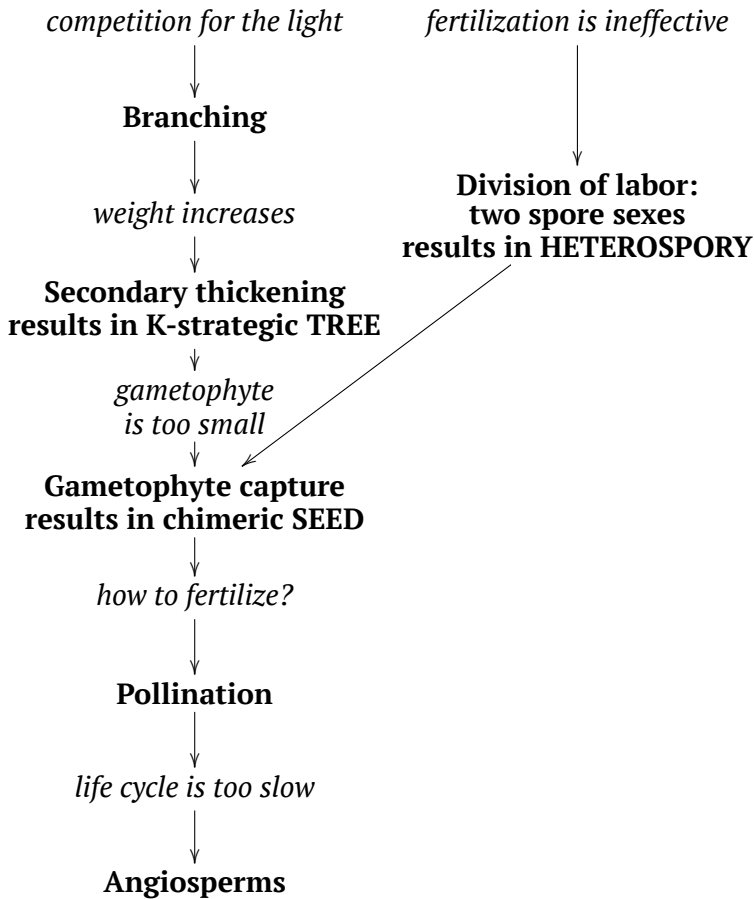 competition for the light
fertilization is ineffective
Branching
weight increases
Division of labor:
two spore sexes
results in HETEROSPORY
Secondary thickening
results in K-strategic TREE
gametophyte
is too small
Gametophyte capture
results in chimeric SEED
how to fertilize?
Pollination
life cycle is too slow
Angiosperms